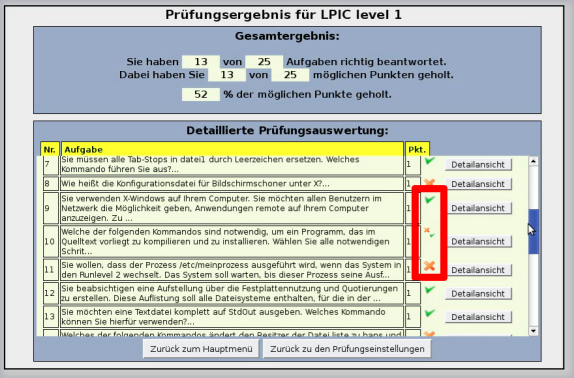 Prüfungsergebnis für LPIC level 1
Gesamtergebnis:
Sie haben 13 von 25 Aufgaben richtig beantwortet.
Dabei haben Sie 13 von 25 möglichen Punkten geholt.
52 % der möglichen Punkte geholt.
Detaillierte Prüfungsauswertung:
Nr. Aufgabe Pkt.
7 Sie müssen alle Tab-Stops in datei1 durch Leerzeichen ersetzen. Welches 1 Detailansicht
Kommando führen Sie aus?...
8 Wie heißt die Konfigurationsdatei für Bildschirmschoner unter X?... 1 Detailansicht
9 Sie verwenden X-Windows auf Ihrem Computer. Sie möchten allen Benutzern im
Netzwerk die Möglichkeit geben, Anwendungen remote auf Ihrem Computer 1 Detailansicht
anzuzeigen. Zu ...
10 Welche der folgenden Kommandos sind notwendig, um ein Programm, das im
Quelltext vorliegt zu kompilieren und zu installieren. Wählen Sie alle notwendigen 1 Detailansicht
Schrit...
11 Sie wollen, dass der Prozess /etc/meinprozess ausgeführt wird, wenn das System in 1 Detailansicht
den Runlevel 2 wechselt. Das System soll warten, bis dieser Prozess seine Ausf...
12 Sie beabsichtigen eine Aufstellung über die Festplattennutzung und Quotierungen 1 Detailansicht
zu erstellen. Diese Auflistung soll alle Dateisysteme enthalten, für die in der ...
13 Sie möchten eine Textdatei komplett auf StdOut ausgeben. Welches Kommando 1 Detailansicht
können Sie hierfür verwenden?...
Welches der folgenden Kommandos ändert den Besitzer der Datei liste zu hans und
Zurück zum Hauptmenü Zurück zu den Prüfungseinstellungen